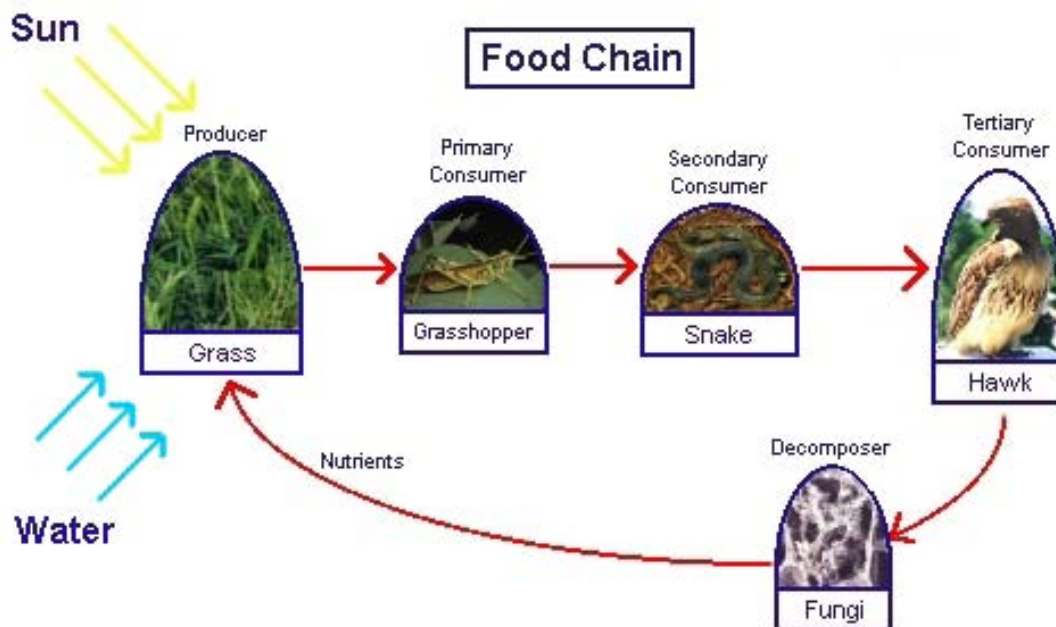 Sun
Food Chain
Producer
Primary
Consumer
Secondary
Consumer
Tertiary
Consumer
Grass
Grasshopper
Snake
Hawk
Water
Nutrients
Decomposer
Fungi